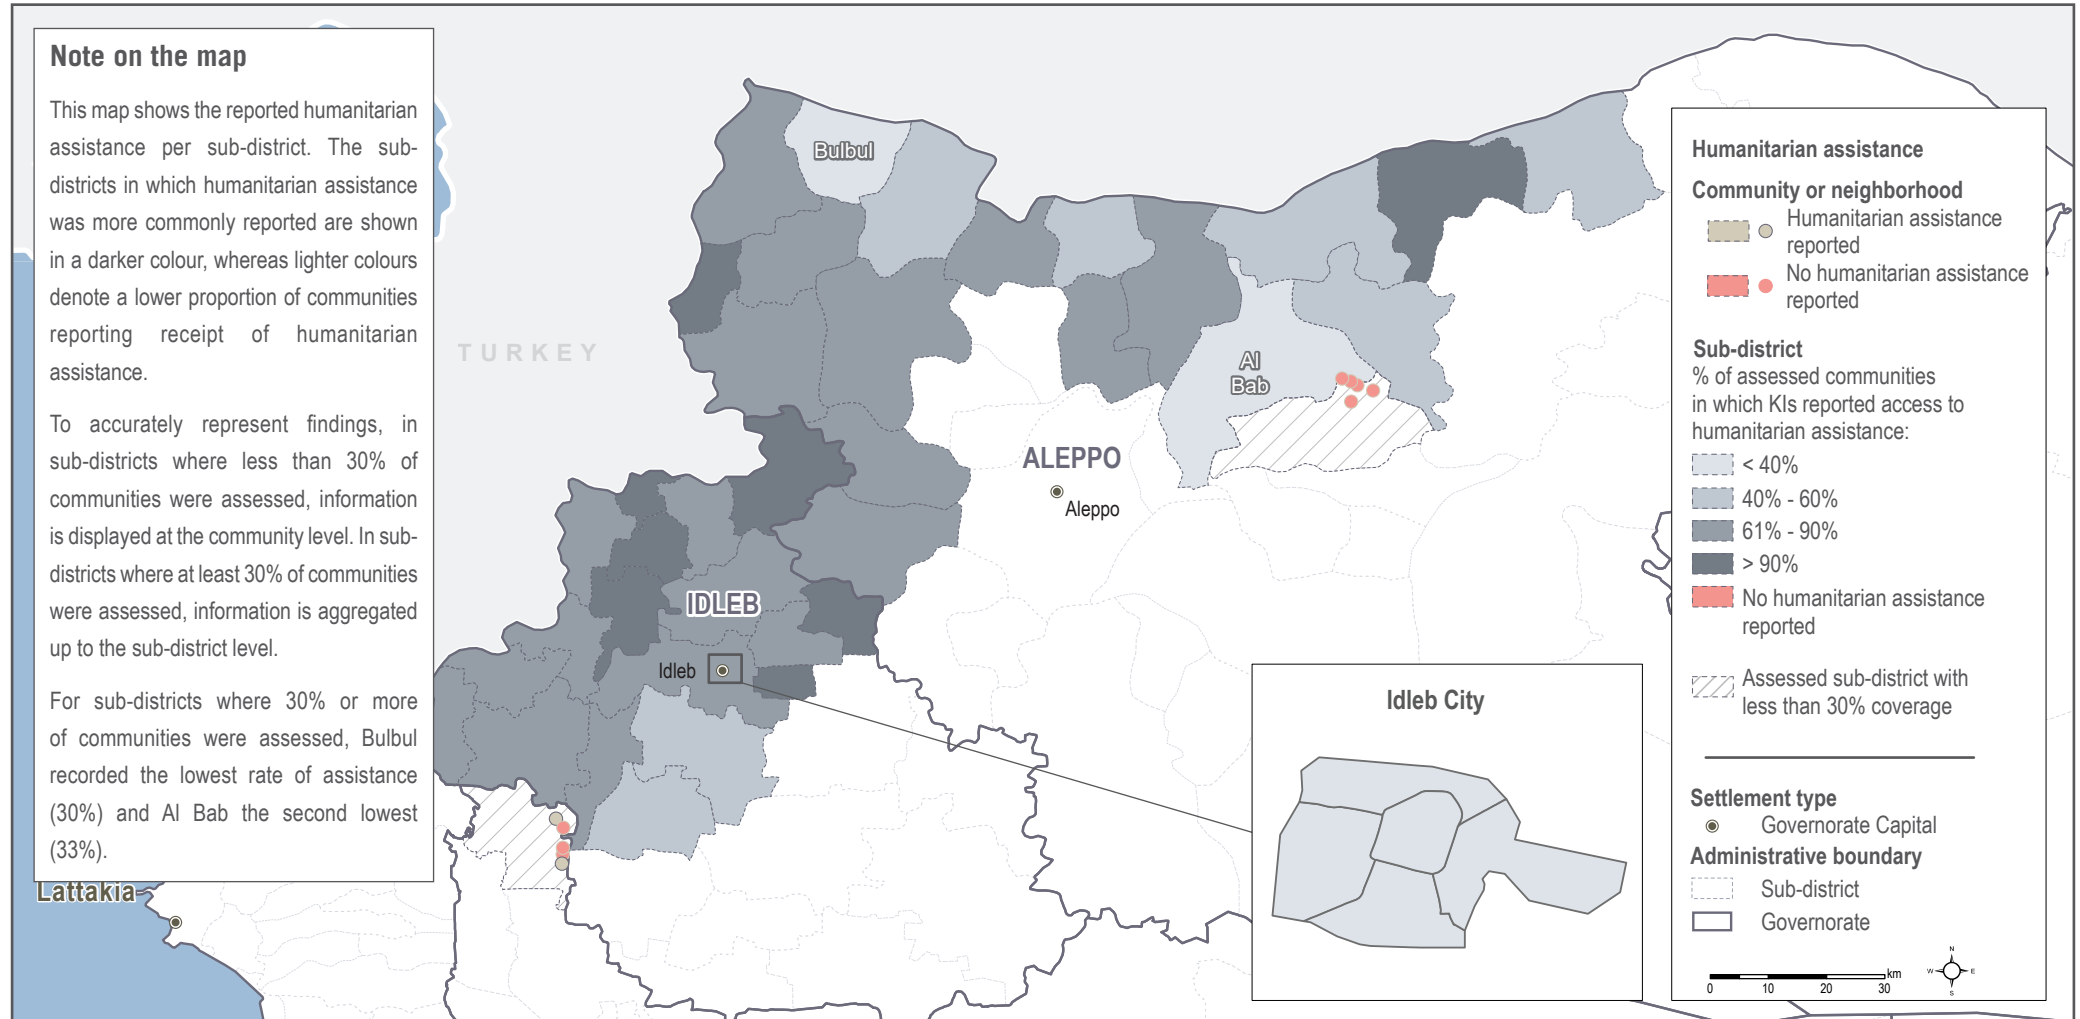 Note on the map
This map shows the reported humanitarian
assistance per sub-district. The sub-
districts in which humanitarian assistance
was more commonly reported are shown
in a darker colour, whereas lighter colours
denote a lower proportion of communities
reporting receipt of humanitarian
assistance.
To accurately represent findings, in
sub-districts where less than 30% of
communities were assessed, information
is displayed at the community level. In sub-
districts where at least 30% of communities
were assessed, information is aggregated
up to the sub-district level.
For sub-districts where 30% or more
of communities were assessed, Bulbul
recorded the lowest rate of assistance
(30%) and Al Bab the second lowest
(33%).
Lattakia
TURKEY
Bulbul
Al
Bab
ALEPPO
Aleppo
IDLEB
Idleb
Idleb City
Humanitarian assistance
Community or neighborhood
Humanitarian assistance
reported
No humanitarian assistance
reported
Sub-district
% of assessed communities
in which KIs reported access to
humanitarian assistance:
< 40%
40% - 60%
61% - 90%
> 90%
No humanitarian assistance
reported
Assessed sub-district with
less than 30% coverage
Settlement type
Governorate Capital
Administrative boundary
Sub-district
Governorate
km
0 10 20 30
N
W E
S